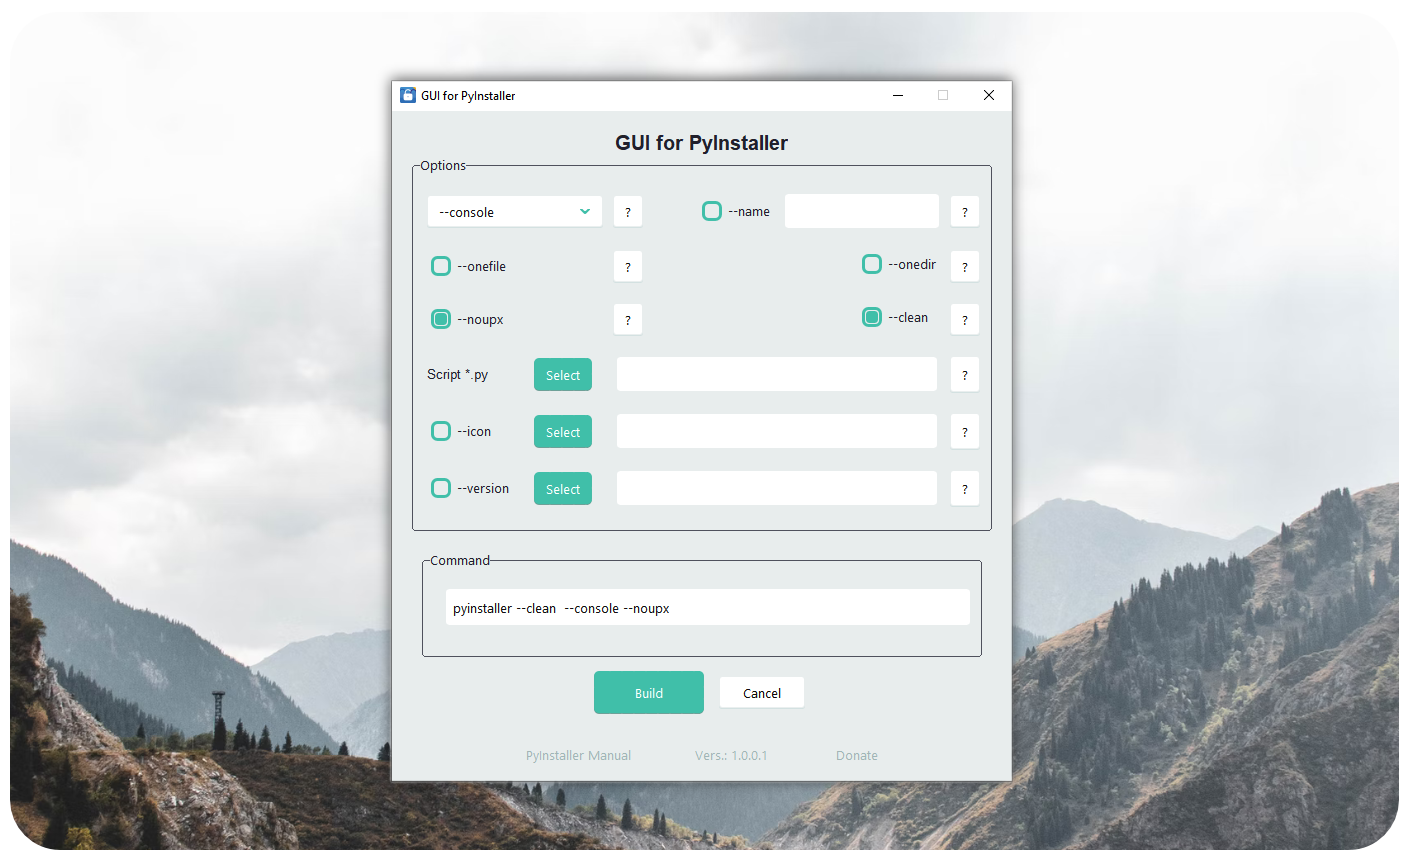 GUI for PyInstaller
GUI for PyInstaller
Options
--console ? --name ?
--onefile ? --onedir ?
--noupx ? --clean ?
Script *.py Select ?
--icon Select ?
--version Select ?
Command
pyinstaller --clean  --console --noupx
Build Cancel
PyInstaller Manual Vers.: 1.0.0.1 Donate